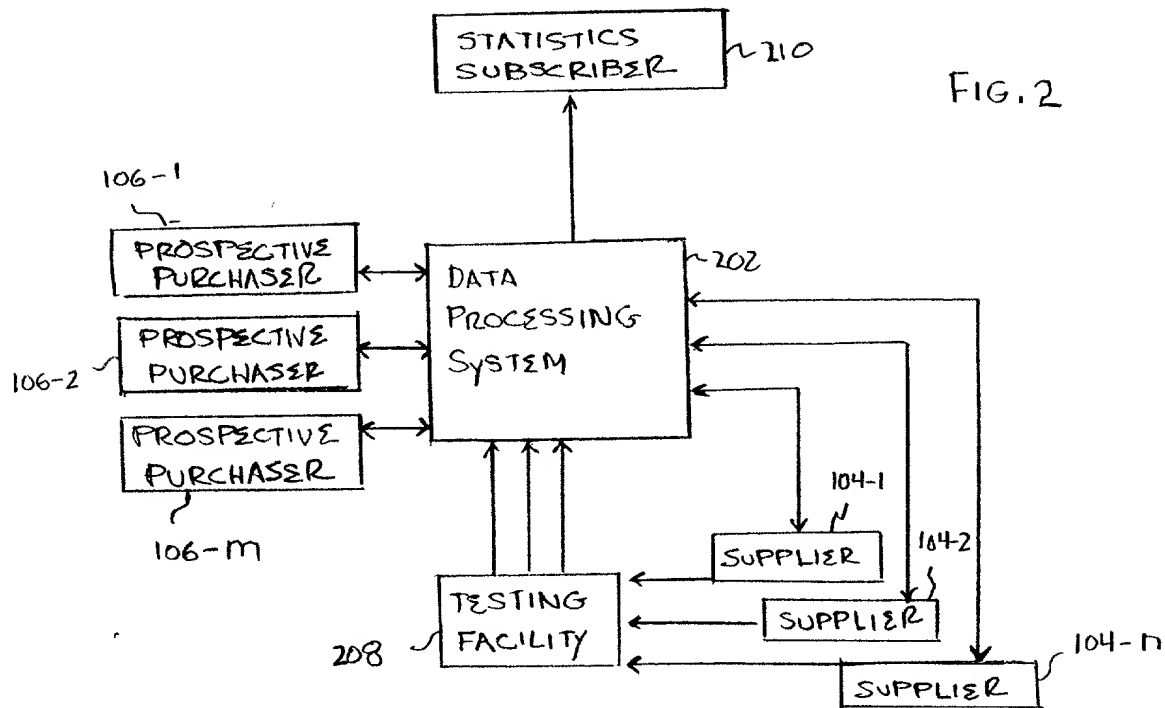 STATISTICS
SUBSCRIBER
210
FIG. 2
106-1
PROSPECTIVE
PURCHASER
202
DATA
PROCESSING
SYSTEM
PROSPECTIVE
PURCHASER
106-2
PROSPECTIVE
PURCHASER
106-m
104-1
SUPPLIER
104-2
SUPPLIER
104-n
SUPPLIER
TESTING
FACILITY
208